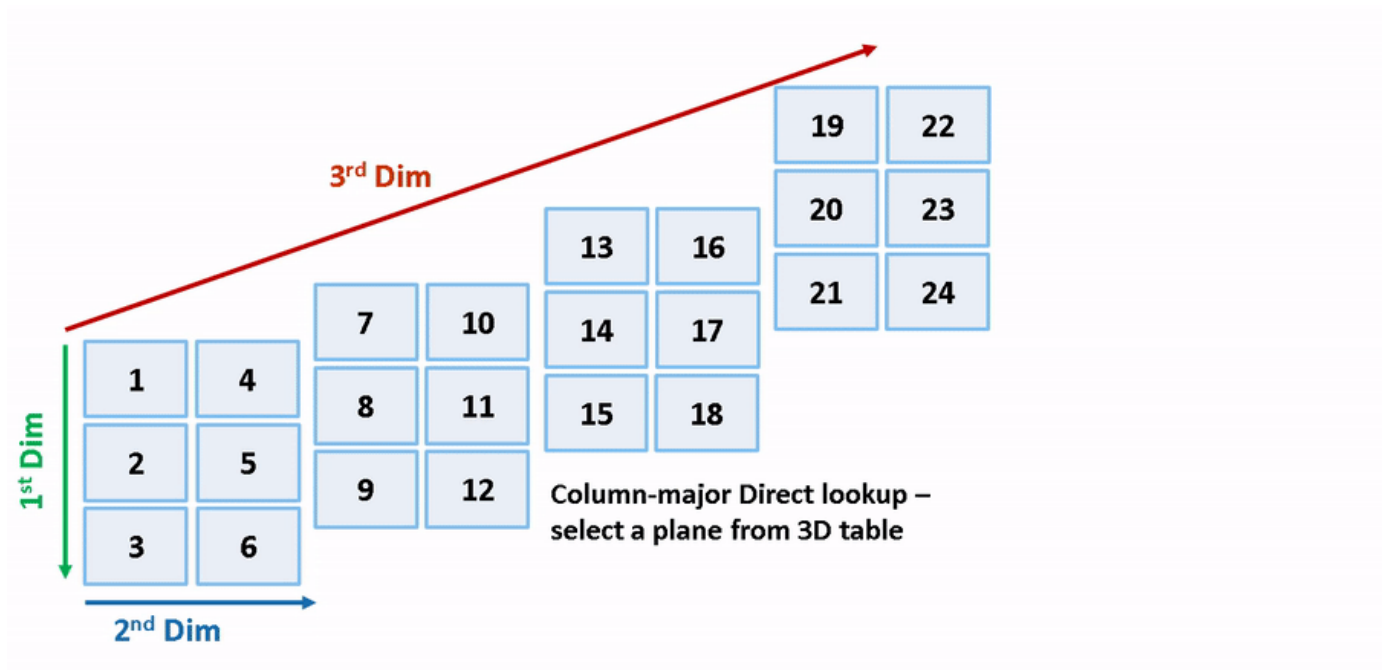 3rd Dim
19 22
20 23
21 24
13 16
14 17
15 18
7 10
8 11
9 12
1 4
2 5
3 6
1st Dim
2nd Dim
Column-major Direct lookup –
select a plane from 3D table